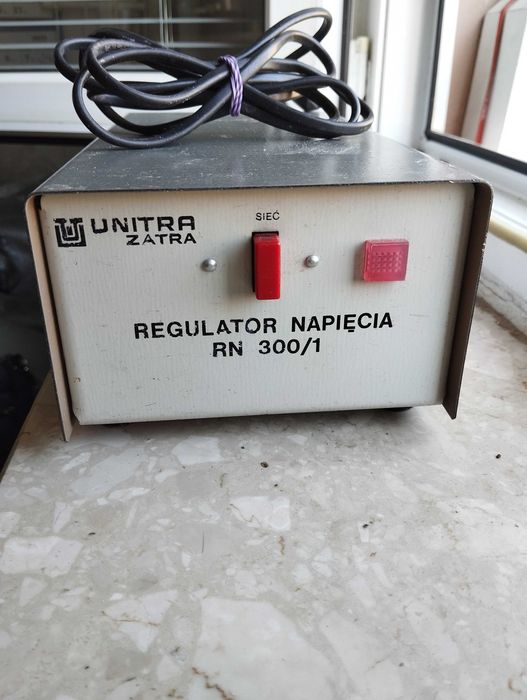 UNITRA
ZATRA
SIEĆ
REGULATOR NAPIĘCIA
RN 300/1